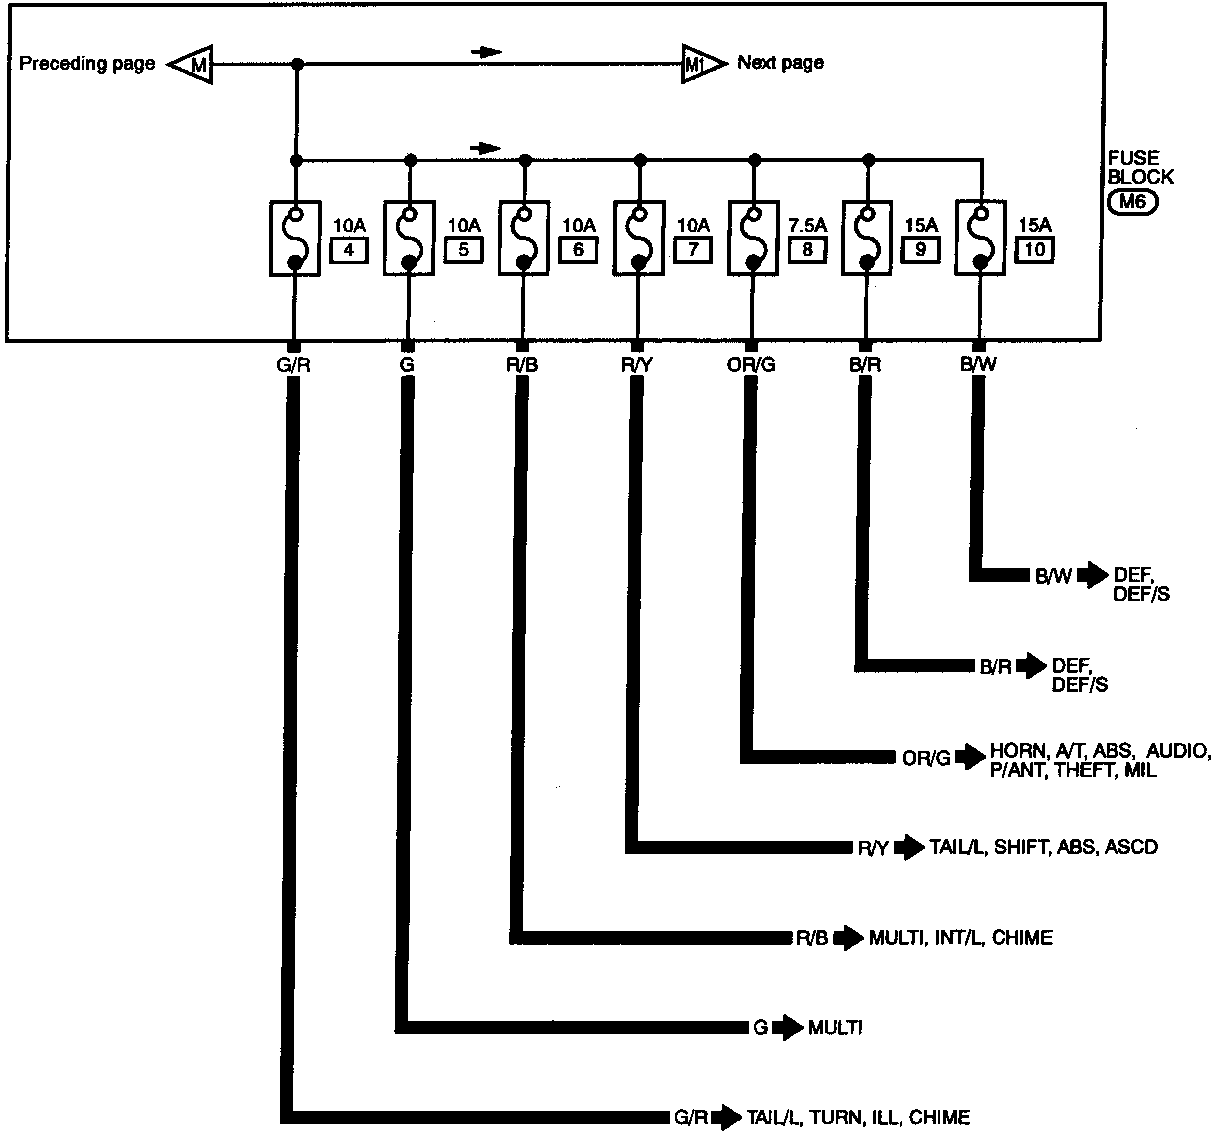 Preceding page M M1 Next page
FUSE
BLOCK
M6
10A 10A 10A 10A 7.5A 15A 15A
4 5 6 7 8 9 10
G/R G R/B R/Y OR/G B/R B/W
B/W DEF,
DEF/S
B/R DEF,
DEF/S
OR/G HORN, A/T, ABS, AUDIO,
P/ANT, THEFT, MIL
R/Y TAIL/L, SHIFT, ABS, ASCD
R/B MULTI, INT/L, CHIME
G MULTI
G/R TAIL/L, TURN, ILL, CHIME